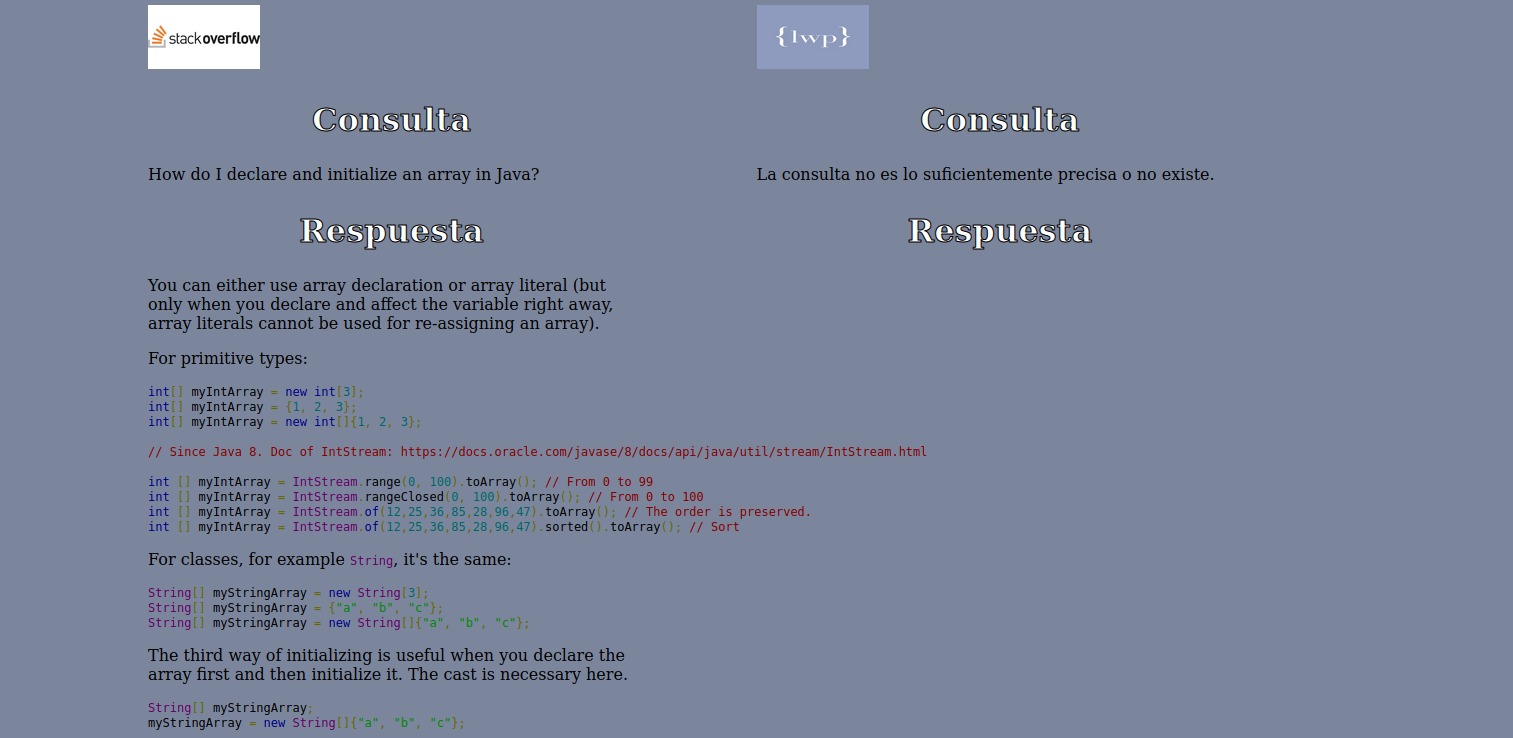 stackoverflow
Consulta
How do I declare and initialize an array in Java?
Respuesta
You can either use array declaration or array literal (but
only when you declare and affect the variable right away,
array literals cannot be used for re-assigning an array).
For primitive types:
int[] myIntArray = new int[3];
int[] myIntArray = {1, 2, 3};
int[] myIntArray = new int[]{1, 2, 3};
// Since Java 8. Doc of IntStream: https://docs.oracle.com/javase/8/docs/api/java/util/stream/IntStream.html
int [] myIntArray = IntStream.range(0, 100).toArray(); // From 0 to 99
int [] myIntArray = IntStream.rangeClosed(0, 100).toArray(); // From 0 to 100
int [] myIntArray = IntStream.of(12,25,36,85,28,96,47).toArray(); // The order is preserved.
int [] myIntArray = IntStream.of(12,25,36,85,28,96,47).sorted().toArray(); // Sort
For classes, for example String, it's the same:
String[] myStringArray = new String[3];
String[] myStringArray = {"a", "b", "c"};
String[] myStringArray = new String[]{"a", "b", "c"};
The third way of initializing is useful when you declare the
array first and then initialize it. The cast is necessary here.
String[] myStringArray;
myStringArray = new String[]{"a", "b", "c"};
{lwp}
Consulta
La consulta no es lo suficientemente precisa o no existe.
Respuesta